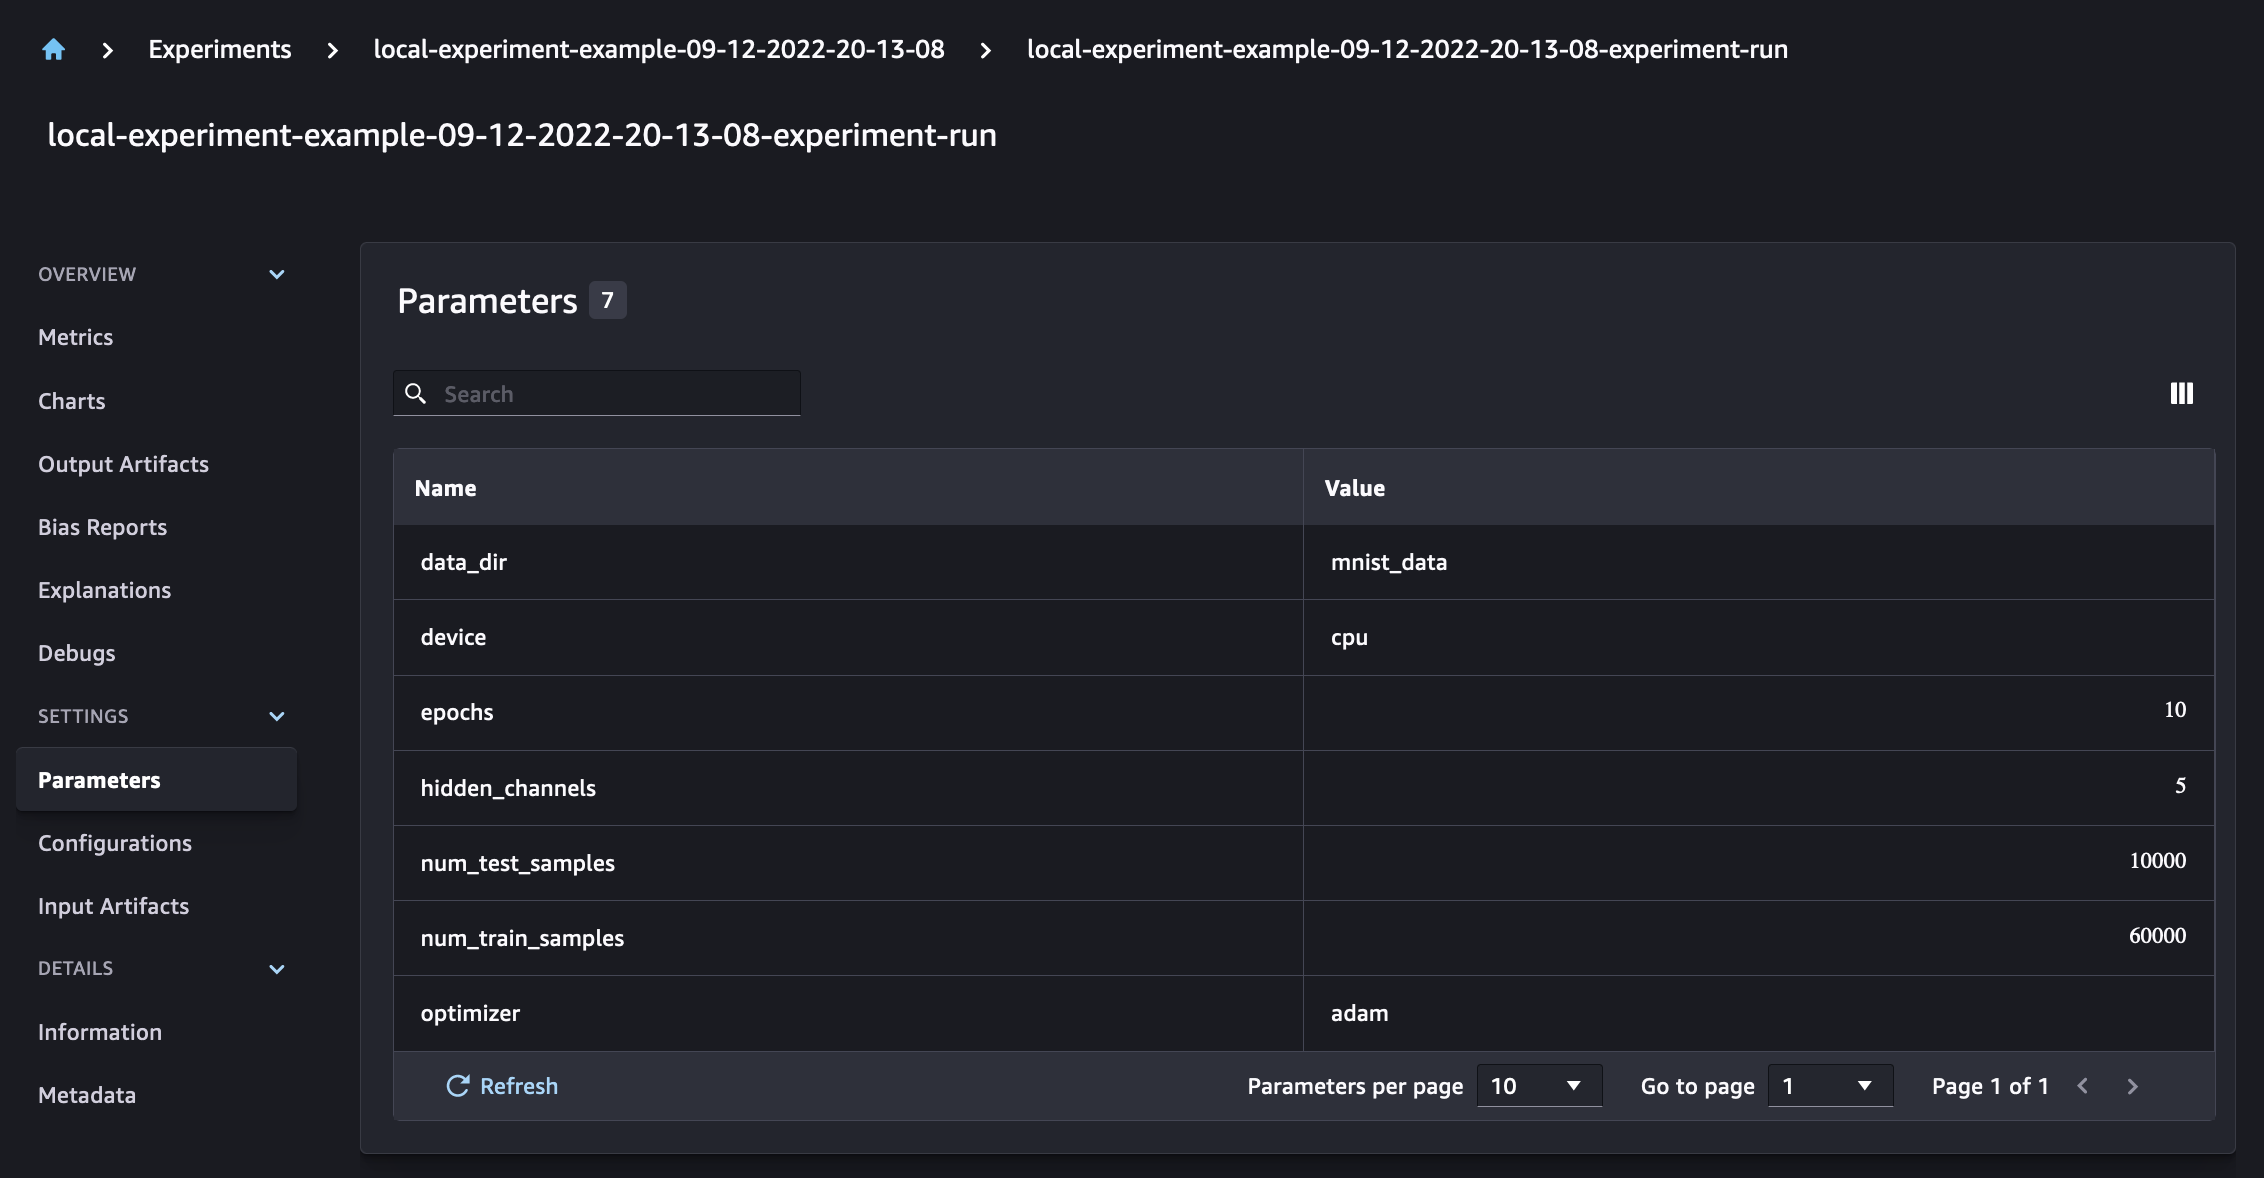 Experiments local-experiment-example-09-12-2022-20-13-08 local-experiment-example-09-12-2022-20-13-08-experiment-run
local-experiment-example-09-12-2022-20-13-08-experiment-run
OVERVIEW
Metrics
Charts
Output Artifacts
Bias Reports
Explanations
Debugs
SETTINGS
Parameters
Configurations
Input Artifacts
DETAILS
Information
Metadata
Parameters 7
Search
Name Value
data_dir mnist_data
device cpu
epochs 10
hidden_channels 5
num_test_samples 10000
num_train_samples 60000
optimizer adam
Refresh Parameters per page 10 Go to page 1 Page 1 of 1